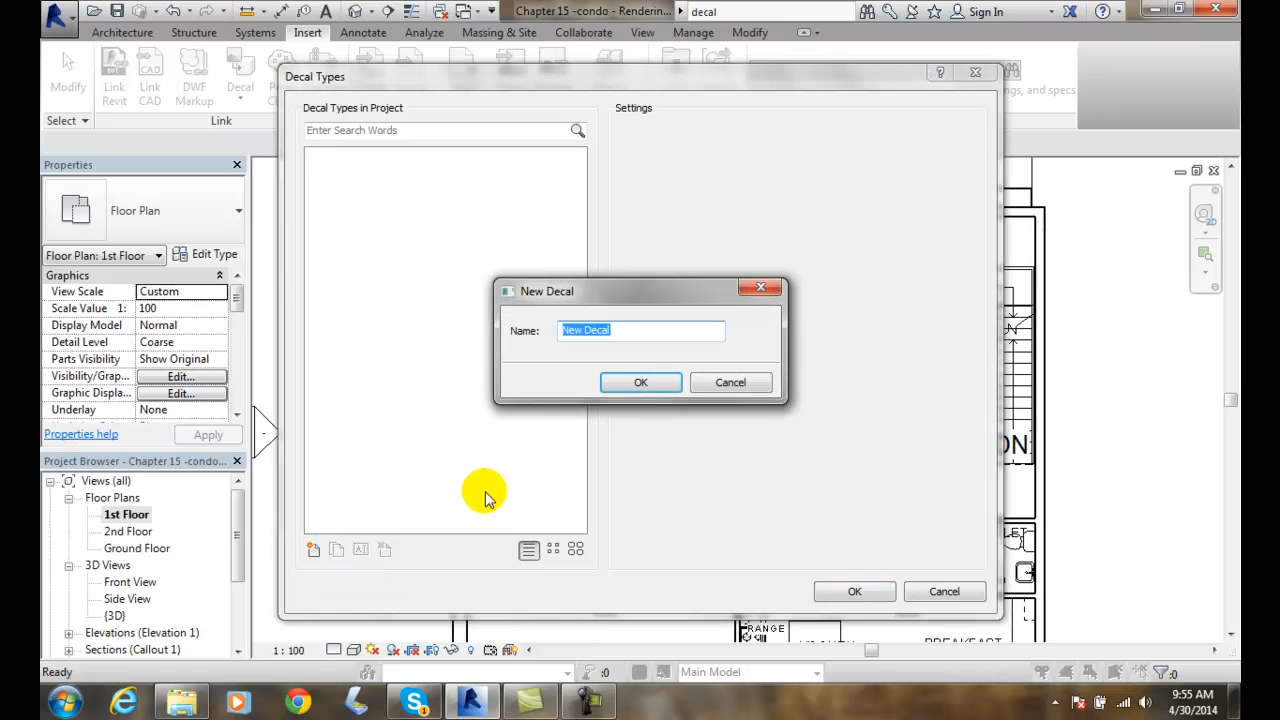 Chapter 15 -condo - Renderin...
decal
Sign In
Architecture
Structure
Systems
Insert
Annotate
Analyze
Massing & Site
Collaborate
View
Manage
Modify
Modify
Link
Revit
Link
CAD
DWF
Markup
Decal
ngs, and specs
Select
Link
Decal Types
Decal Types in Project
Settings
Enter Search Words
Properties
Floor Plan
Floor Plan: 1st Floor
Edit Type
Graphics
View Scale
Custom
Scale Value 1:
100
Display Model
Normal
Detail Level
Coarse
Parts Visibility
Show Original
Visibility/Grap...
Edit...
Graphic Displa...
Edit...
Underlay
None
Properties help
Apply
New Decal
Name:
New Decal
OK
Cancel
Project Browser - Chapter 15 -condo...
Views (all)
Floor Plans
1st Floor
2nd Floor
Ground Floor
3D Views
Front View
Side View
{3D}
Elevations (Elevation 1)
Sections (Callout 1)
OK
Cancel
2D
RANGE
1 : 100
Ready
:0
Main Model
:0
9:55 AM
4/30/2014